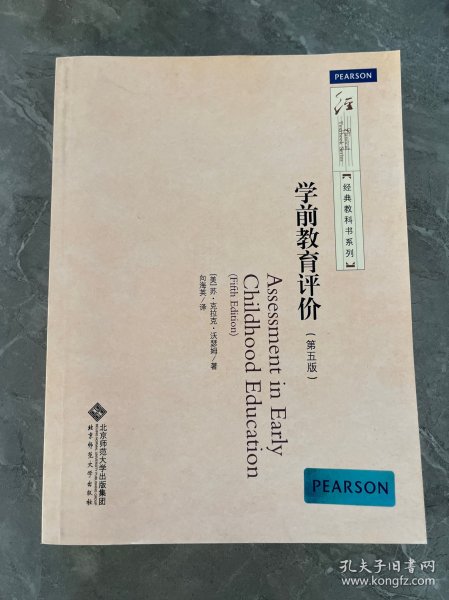 PEARSON
Classical
Textbook Series
【经典教科书系列】
学前教育评价(第五版)
Assessment in Early
Childhood Education
(Fifth Edition)
[美]苏·克拉克·沃瑟姆/著
向海英/译
北京师范大学出版集团
北京师范大学出版社
PEARSON
孔夫子旧书网
www.kongfz.com